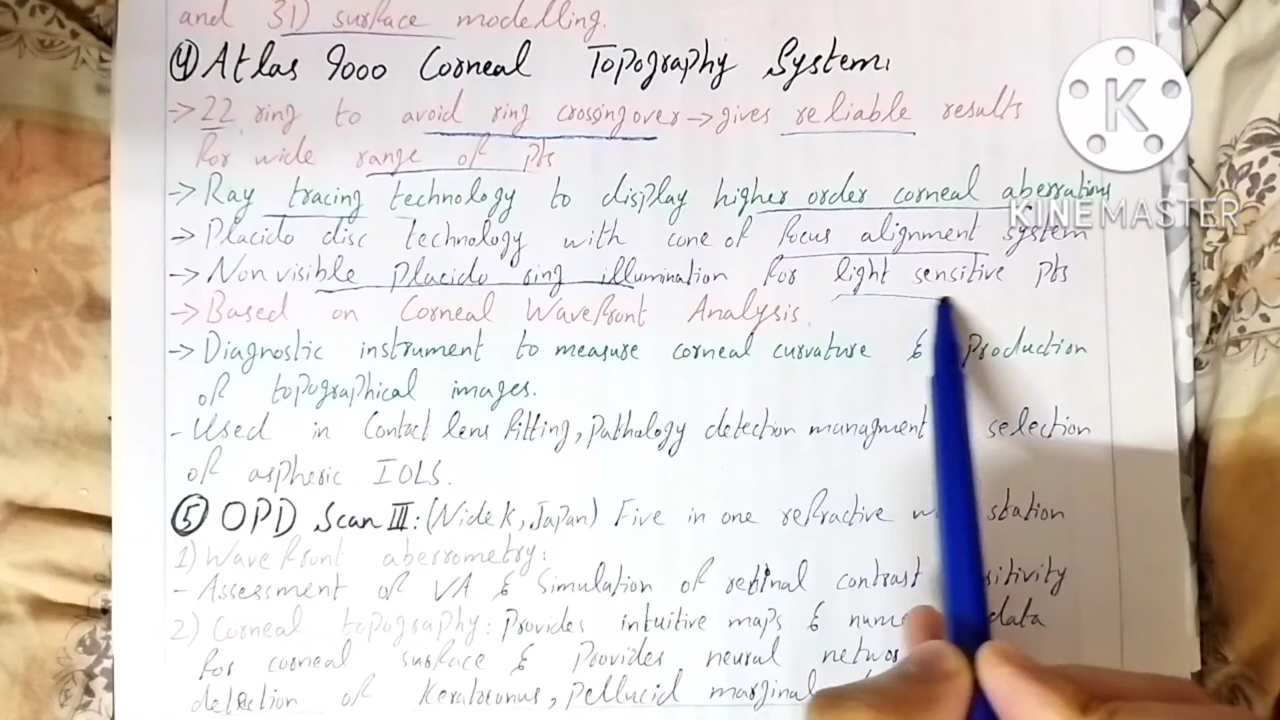 and 3D surface modelling.
④ Atlas 9000 Corneal Topography System.
→ 22 ring to avoid ring crossing over → gives reliable results
for wide range of Pts
→ Ray tracing technology to display higher order corneal aberrations
→ Placido disc technology with cone of focus alignment system
→ Non visible placido ring illumination for light sensitive pts
→ Based on Corneal Wavefront Analysis.
→ Diagnostic instrument to measure corneal curvature & Production
of topographical images.
- Used in Contact lens fitting, pathology detection managment selection
of aspheric IOLS.
⑤ OPD Scan III: (Nidek, Japan) Five in one refractive station
1) Wavefront aberrometry:
- Assessment of VA & Simulation of retinal contrast
2) Corneal topography: Provides intuitive maps & data
for corneal surface & Provides neural
detection of Keratoconus, pellucid marginal
K
KINEMASTER